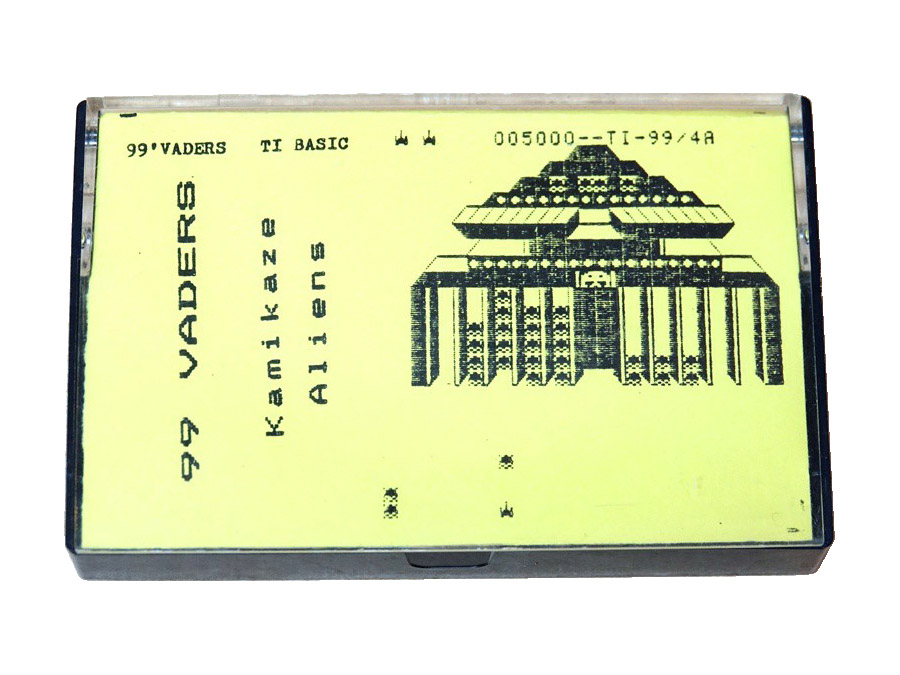 99'VADERS TI BASIC 005000--TI-99/4A
99 VADERS
Kamikaze
Aliens